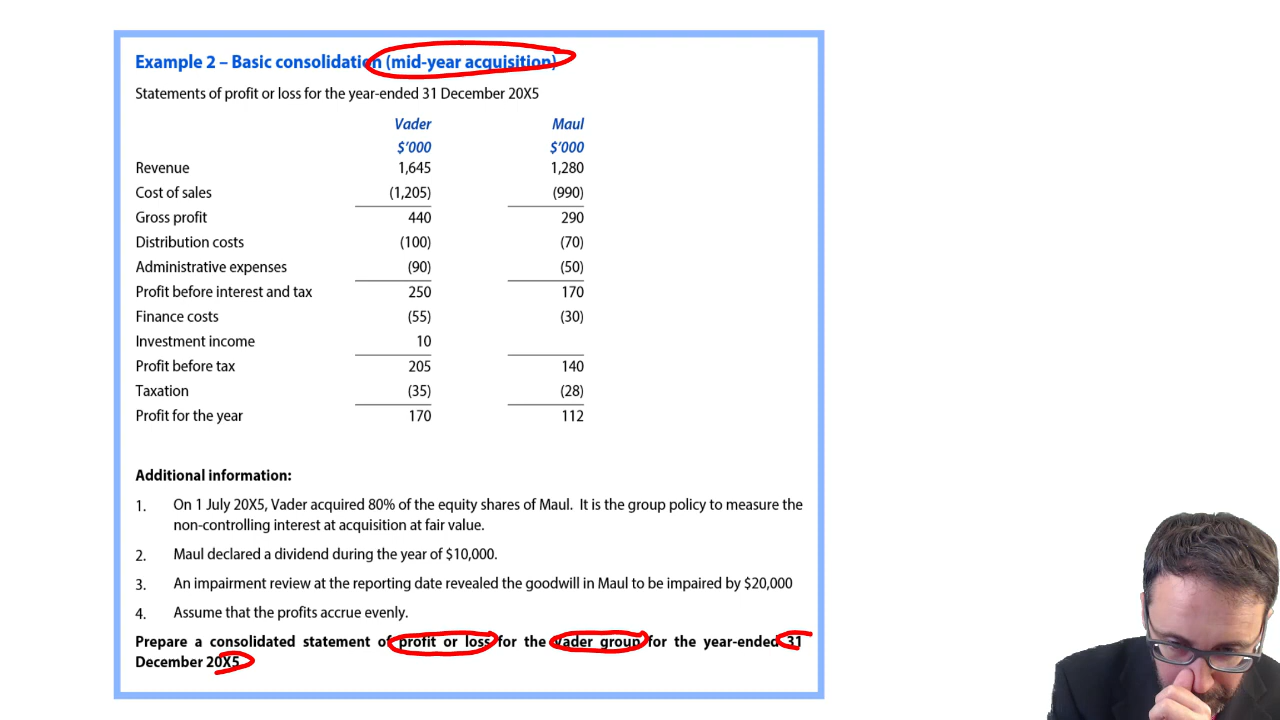 Example 2 – Basic consolidation (mid-year acquisition)
Statements of profit or loss for the year-ended 31 December 20X5
Vader Maul
$'000 $'000
Revenue 1,645 1,280
Cost of sales (1,205) (990)
Gross profit 440 290
Distribution costs (100) (70)
Administrative expenses (90) (50)
Profit before interest and tax 250 170
Finance costs (55) (30)
Investment income 10
Profit before tax 205 140
Taxation (35) (28)
Profit for the year 170 112
Additional information:
1. On 1 July 20X5, Vader acquired 80% of the equity shares of Maul. It is the group policy to measure the
non-controlling interest at acquisition at fair value.
2. Maul declared a dividend during the year of $10,000.
3. An impairment review at the reporting date revealed the goodwill in Maul to be impaired by $20,000
4. Assume that the profits accrue evenly.
Prepare a consolidated statement of profit or loss for the Vader group for the year-ended 31
December 20X5